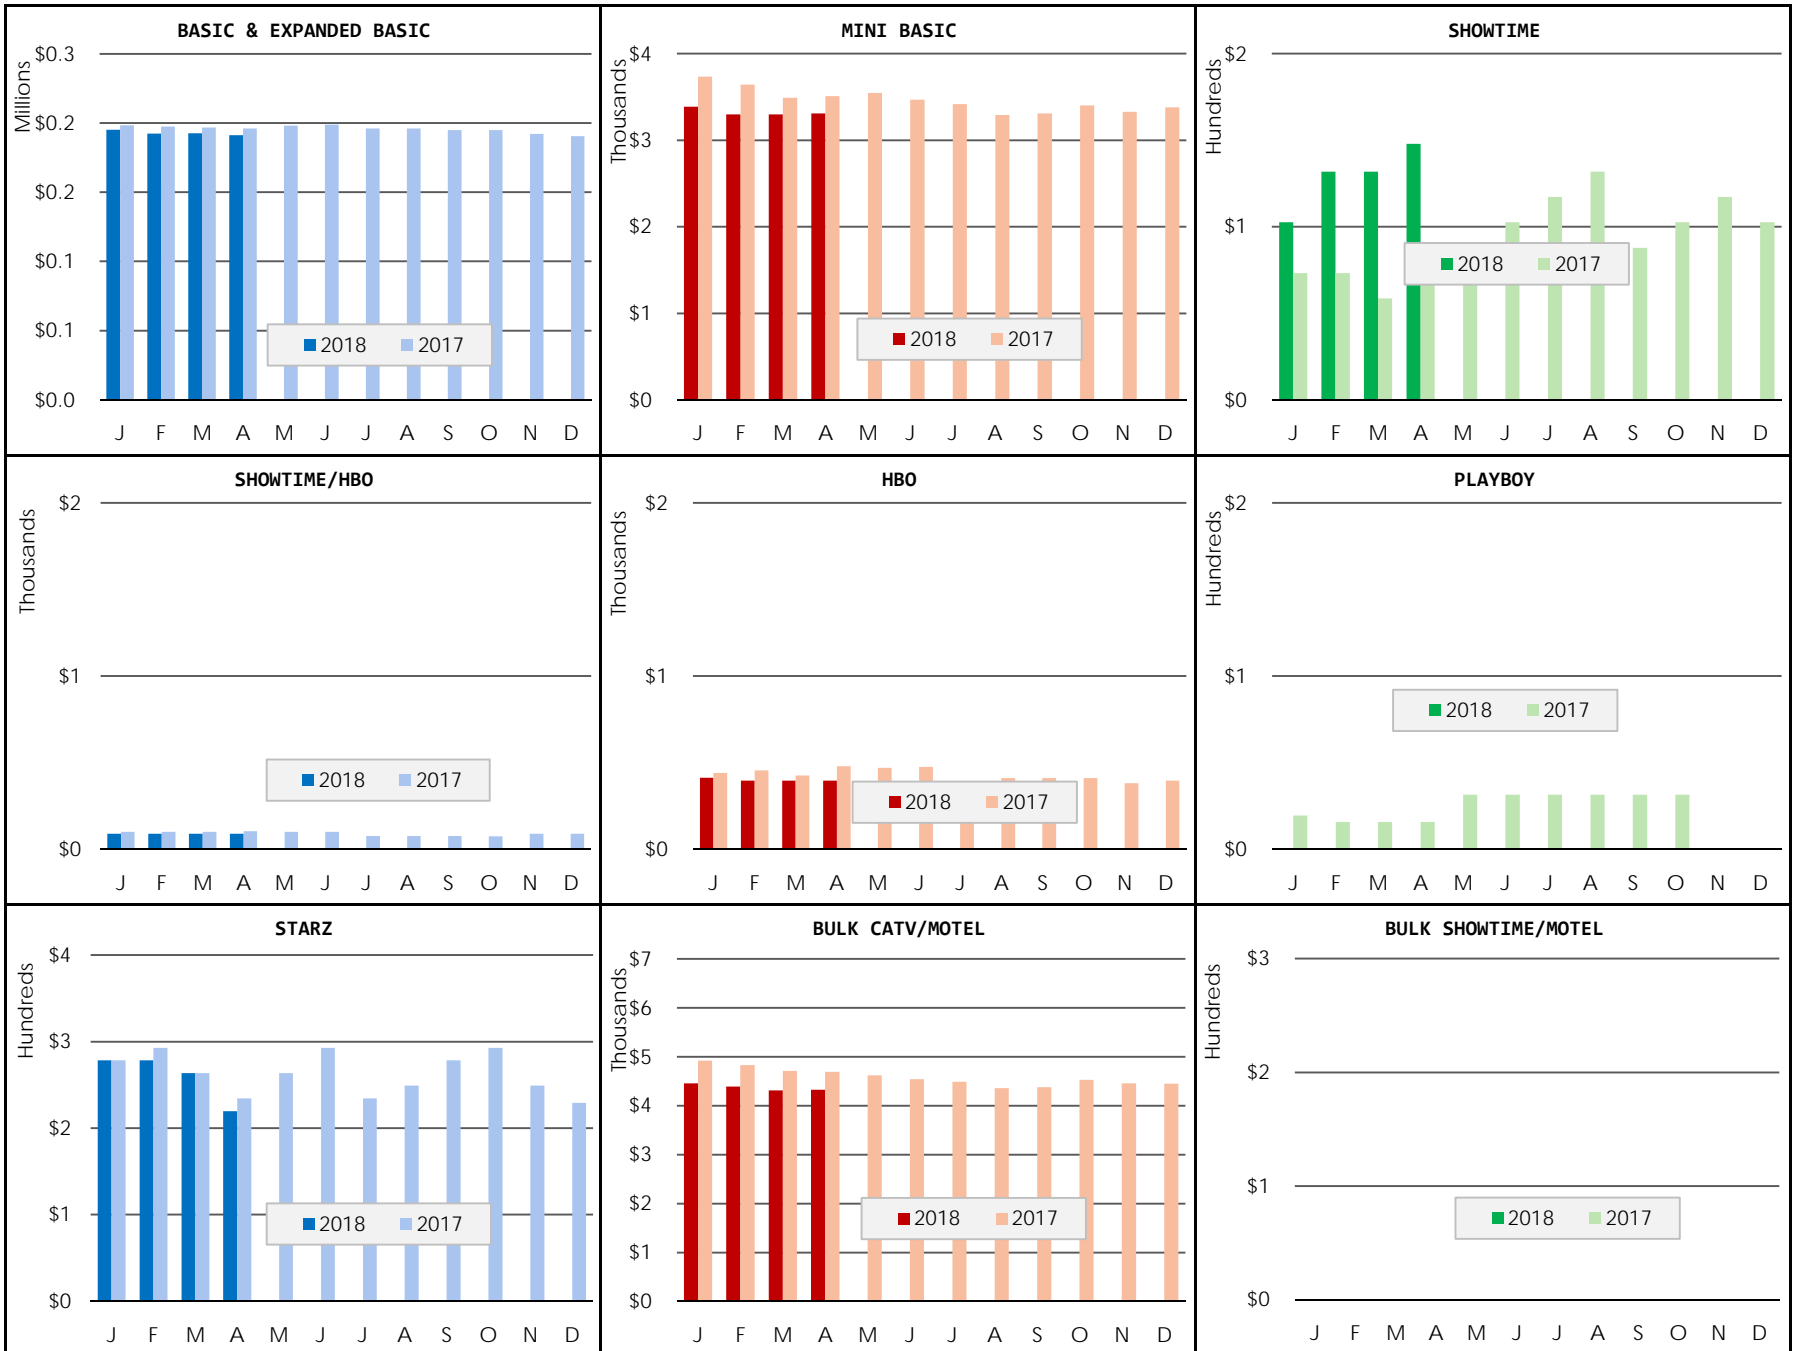 BASIC & EXPANDED BASIC
Millions
$0.3
$0.2
$0.2
$0.1
$0.1
$0.0
2018 2017
J F M A M J J A S O N D
MINI BASIC
Thousands
$4
$3
$2
$1
$0
2018 2017
J F M A M J J A S O N D
SHOWTIME
Hundreds
$2
$1
$0
2018 2017
J F M A M J J A S O N D
SHOWTIME/HBO
Thousands
$2
$1
$0
2018 2017
J F M A M J J A S O N D
HBO
Thousands
$2
$1
$0
2018 2017
J F M A M J J A S O N D
PLAYBOY
Hundreds
$2
$1
$0
2018 2017
J F M A M J J A S O N D
STARZ
Hundreds
$4
$3
$2
$1
$0
2018 2017
J F M A M J J A S O N D
BULK CATV/MOTEL
Thousands
$7
$6
$5
$4
$3
$2
$1
$0
2018 2017
J F M A M J J A S O N D
BULK SHOWTIME/MOTEL
Hundreds
$3
$2
$1
$0
2018 2017
J F M A M J J A S O N D